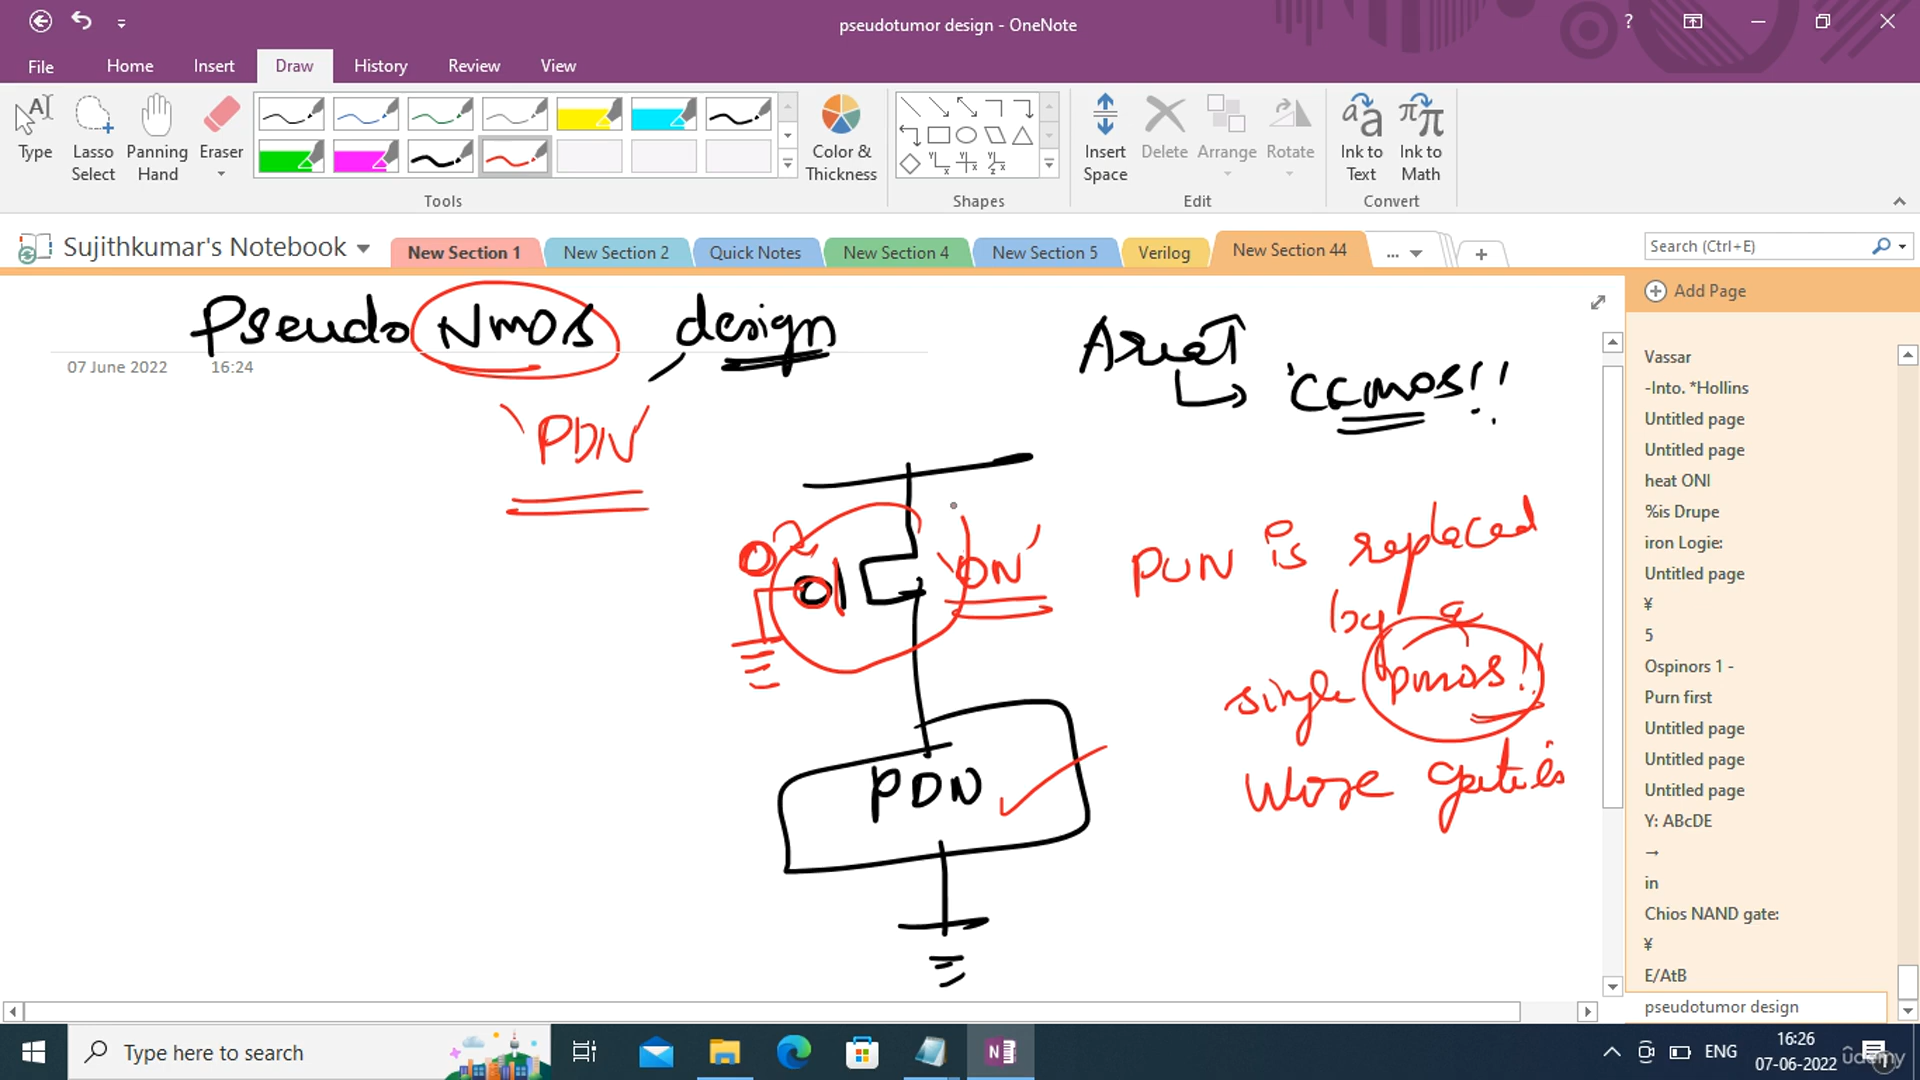 pseudotumor design - OneNote
?
File
Home
Insert
Draw
History
Review
View
Type
Lasso Select
Panning Hand
Eraser
Color & Thickness
Insert Space
Delete
Arrange
Rotate
Ink to Text
Ink to Math
Tools
Shapes
Edit
Convert
Sujithkumar's Notebook
New Section 1
New Section 2
Quick Notes
New Section 4
New Section 5
Verilog
New Section 44
...
Search (Ctrl+E)
Pseudo NMOS design
07 June 2022 16:24
Area↑
'CCMOS!!
'PDN'
0
'ON'
PUN is replaced
by a
single pmos!!
whose gate is
PDN
Add Page
Vassar
-Into. *Hollins
Untitled page
Untitled page
heat ONI
%is Drupe
iron Logie:
Untitled page
¥
5
Ospinors 1 -
Purn first
Untitled page
Untitled page
Untitled page
Y: ABcDE
→
in
Chios NAND gate:
¥
E/AtB
pseudotumor design
Type here to search
N
ENG
16:26
07-06-2022
udemy
1